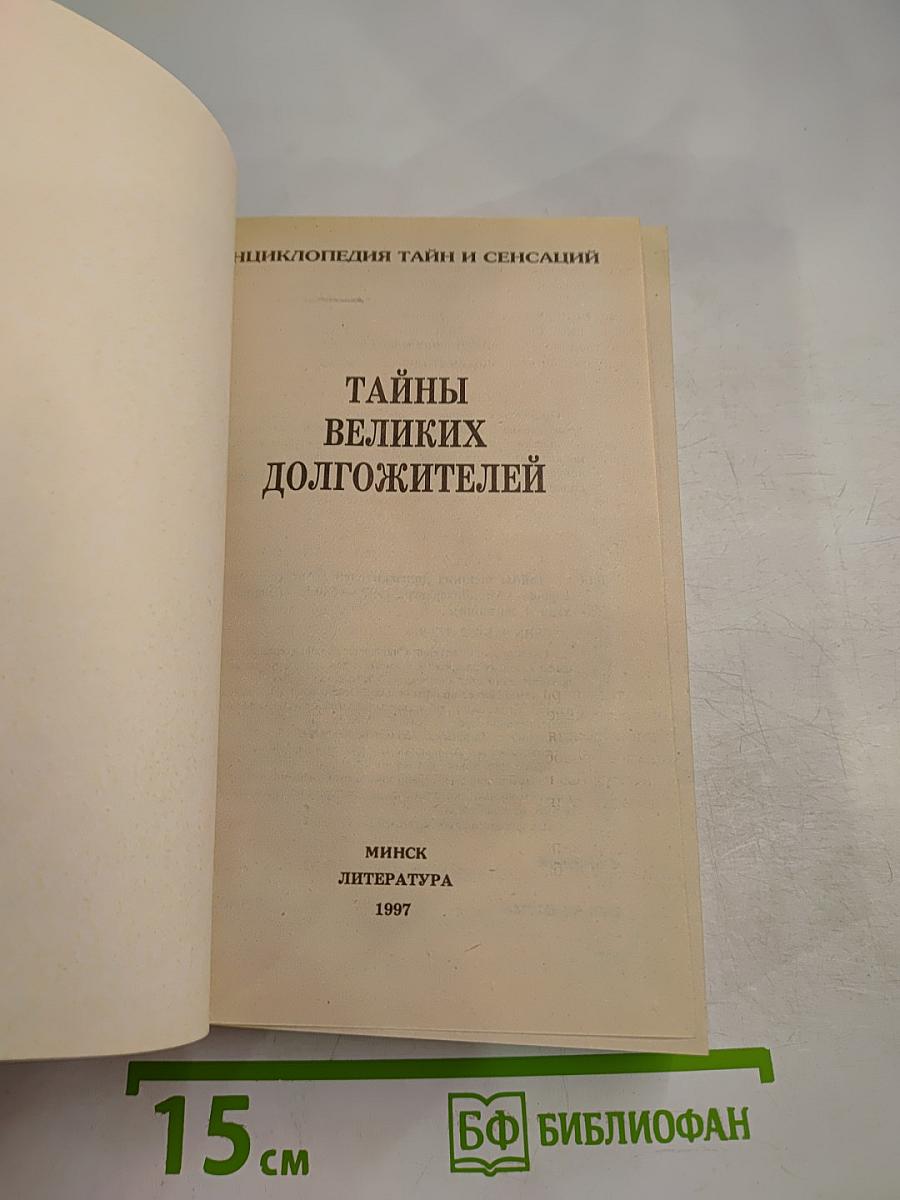 НЦИКЛОПЕДИЯ ТАЙН И СЕНСАЦИЙ
ТАЙНЫ
ВЕЛИКИХ
ДОЛГОЖИТЕЛЕЙ
МИНСК
ЛИТЕРАТУРА
1997
15 см
БФ БИБЛИОФАН